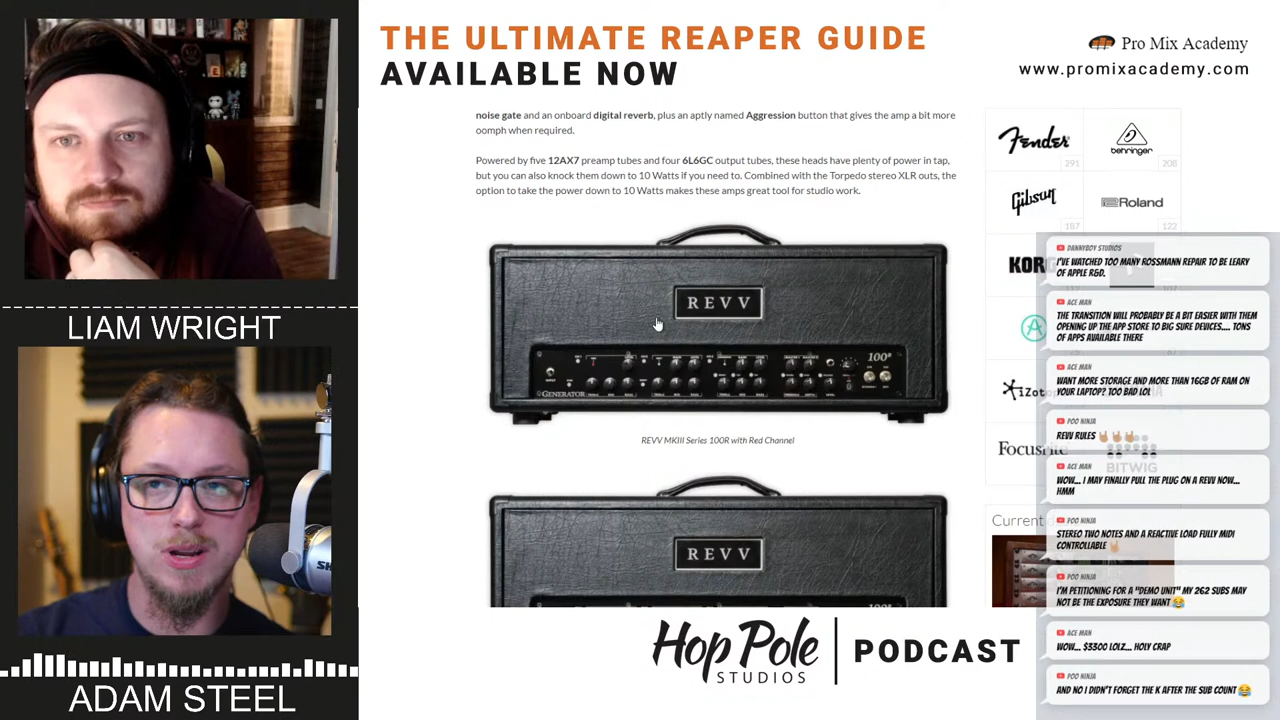 THE ULTIMATE REAPER GUIDE
AVAILABLE NOW
Pro Mix Academy
www.promixacademy.com
noise gate and an onboard digital reverb, plus an aptly named Aggression button that gives the amp a bit more
oomph when required.
Powered by five 12AX7 preamp tubes and four 6L6GC output tubes, these heads have plenty of power in tap,
but you can also knock them down to 10 Watts if you need to. Combined with the Torpedo stereo XLR outs, the
option to take the power down to 10 Watts makes these amps great tool for studio work.
REVV
100R
INPUT
GENERATOR
REVV MKIII Series 100R with Red Channel
REVV
Fender
291
behringer
208
Gibson
187
Roland
122
KORG
iZoto
Focusrite
BITWIG
Current
DANNYBOY STUDIOS
I'VE WATCHED TOO MANY ROSSMANN REPAIR TO BE LEARY
OF APPLE R&D.
ACE MAN
THE TRANSITION WILL PROBABLY BE A BIT EASIER WITH THEM
OPENING UP THE APP STORE TO BIG SURE DEVICES.... TONS
OF APPS AVAILABLE THERE
ACE MAN
WANT MORE STORAGE AND MORE THAN 16GB OF RAM ON
YOUR LAPTOP? TOO BAD LOL
POO NINJA
REVV RULES 🤘🤘🤘
ACE MAN
WOW... I MAY FINALLY PULL THE PLUG ON A REVV NOW...
HMM
POO NINJA
STEREO TWO NOTES AND A REACTIVE LOAD FULLY MIDI
CONTROLLABLE 🤘
POO NINJA
I'M PETITIONING FOR A "DEMO UNIT" MY 262 SUBS MAY
NOT BE THE EXPOSURE THEY WANT 😂
ACE MAN
WOW... $3300 LOLZ... HOLY CRAP
POO NINJA
AND NO I DIDN'T FORGET THE K AFTER THE SUB COUNT 😂
LIAM WRIGHT
ADAM STEEL
Hop Pole
STUDIOS
PODCAST